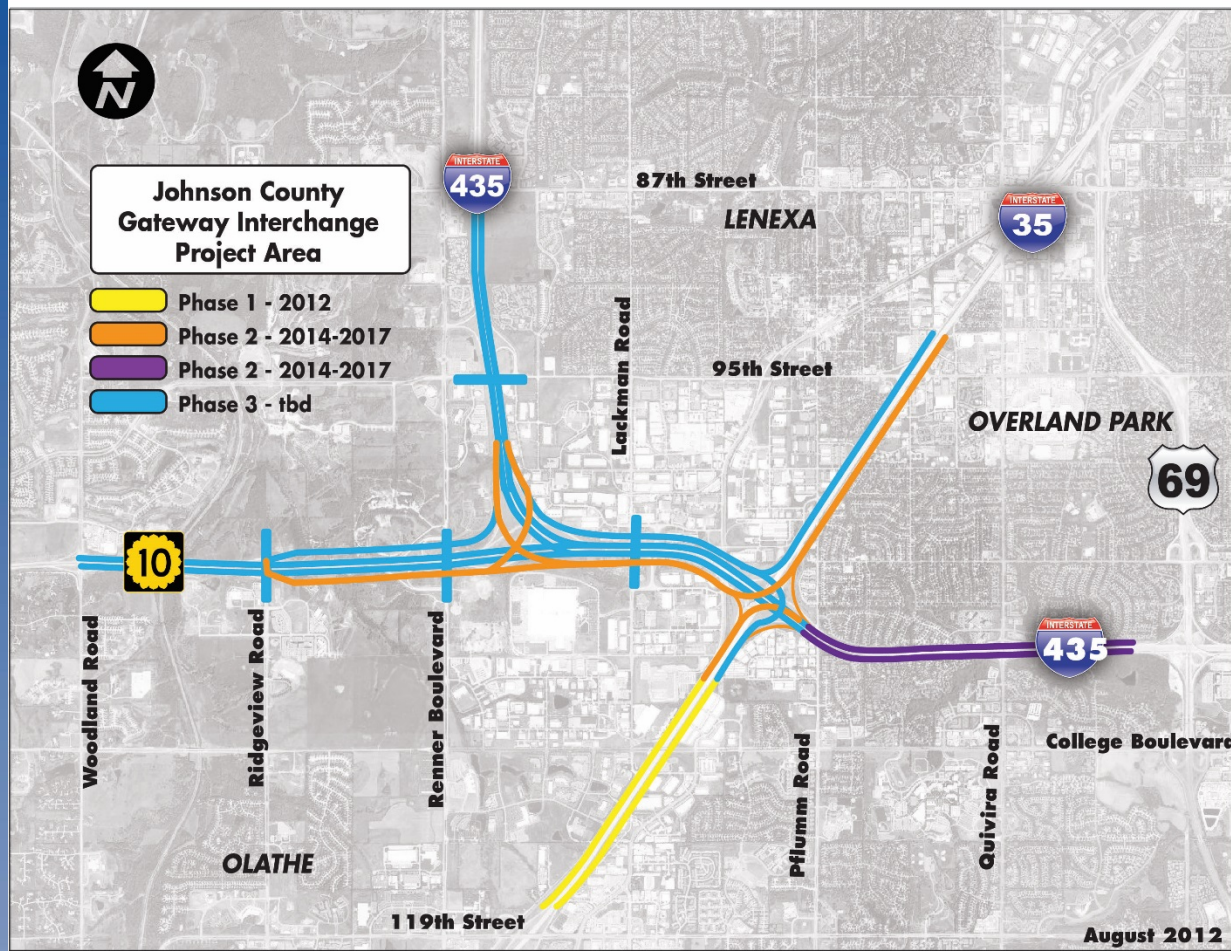 N
Johnson County
Gateway Interchange
Project Area
Phase 1 - 2012
Phase 2 - 2014-2017
Phase 2 - 2014-2017
Phase 3 - tbd
INTERSTATE
435
87th Street
LENEXA
INTERSTATE
35
Lackman Road
95th Street
OVERLAND PARK
69
10
Woodland Road
Ridgeview Road
Renner Boulevard
INTERSTATE
435
Pflumm Road
Quivira Road
College Boulevard
OLATHE
119th Street
August 2012